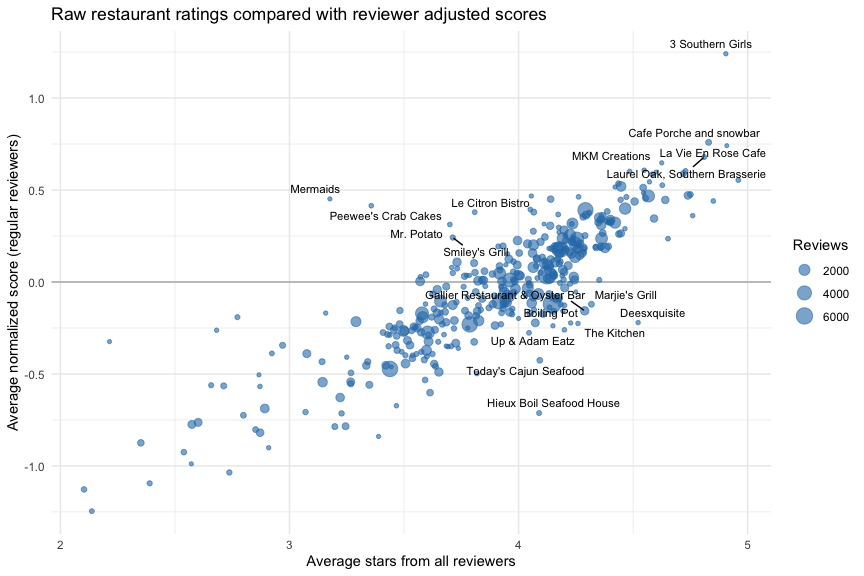 Raw restaurant ratings compared with reviewer adjusted scores
3 Southern Girls
Cafe Porche and snowbar
MKM Creations
La Vie En Rose Cafe
Laurel Oak, Southern Brasserie
Mermaids
Le Citron Bistro
Peewee's Crab Cakes
Mr. Potato
Smiley's Grill
Gallier Restaurant & Oyster Bar
Marjie's Grill
Boiling Pot
Deesxquisite
The Kitchen
Up & Adam Eatz
Today's Cajun Seafood
Hieux Boil Seafood House
1.0
0.5
0.0
-0.5
-1.0
Average normalized score (regular reviewers)
2
3
4
5
Average stars from all reviewers
Reviews
2000
4000
6000